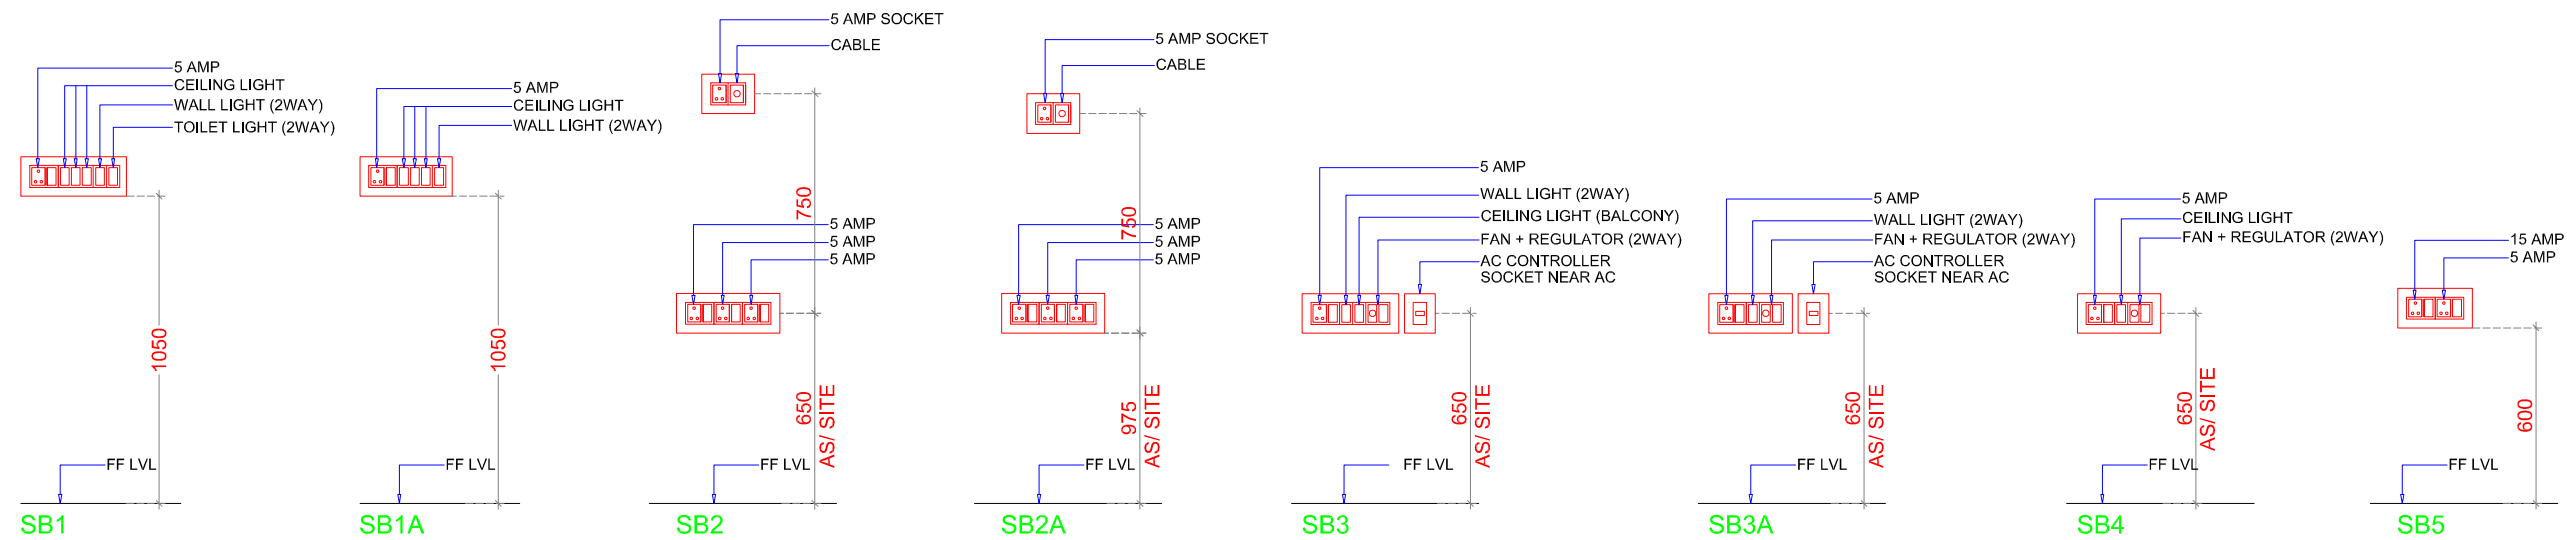 5 AMP
CEILING LIGHT
WALL LIGHT (2WAY)
TOILET LIGHT (2WAY)
1050
FF LVL
SB1
5 AMP
CEILING LIGHT
WALL LIGHT (2WAY)
1050
FF LVL
SB1A
5 AMP SOCKET
CABLE
750
5 AMP
5 AMP
5 AMP
650
AS/ SITE
FF LVL
SB2
5 AMP SOCKET
CABLE
750
5 AMP
5 AMP
5 AMP
975
AS/ SITE
FF LVL
SB2A
5 AMP
WALL LIGHT (2WAY)
CEILING LIGHT (BALCONY)
FAN + REGULATOR (2WAY)
AC CONTROLLER
SOCKET NEAR AC
650
AS/ SITE
FF LVL
SB3
5 AMP
WALL LIGHT (2WAY)
FAN + REGULATOR (2WAY)
AC CONTROLLER
SOCKET NEAR AC
650
AS/ SITE
FF LVL
SB3A
5 AMP
CEILING LIGHT
FAN + REGULATOR (2WAY)
650
AS/ SITE
FF LVL
SB4
15 AMP
5 AMP
600
FF LVL
SB5